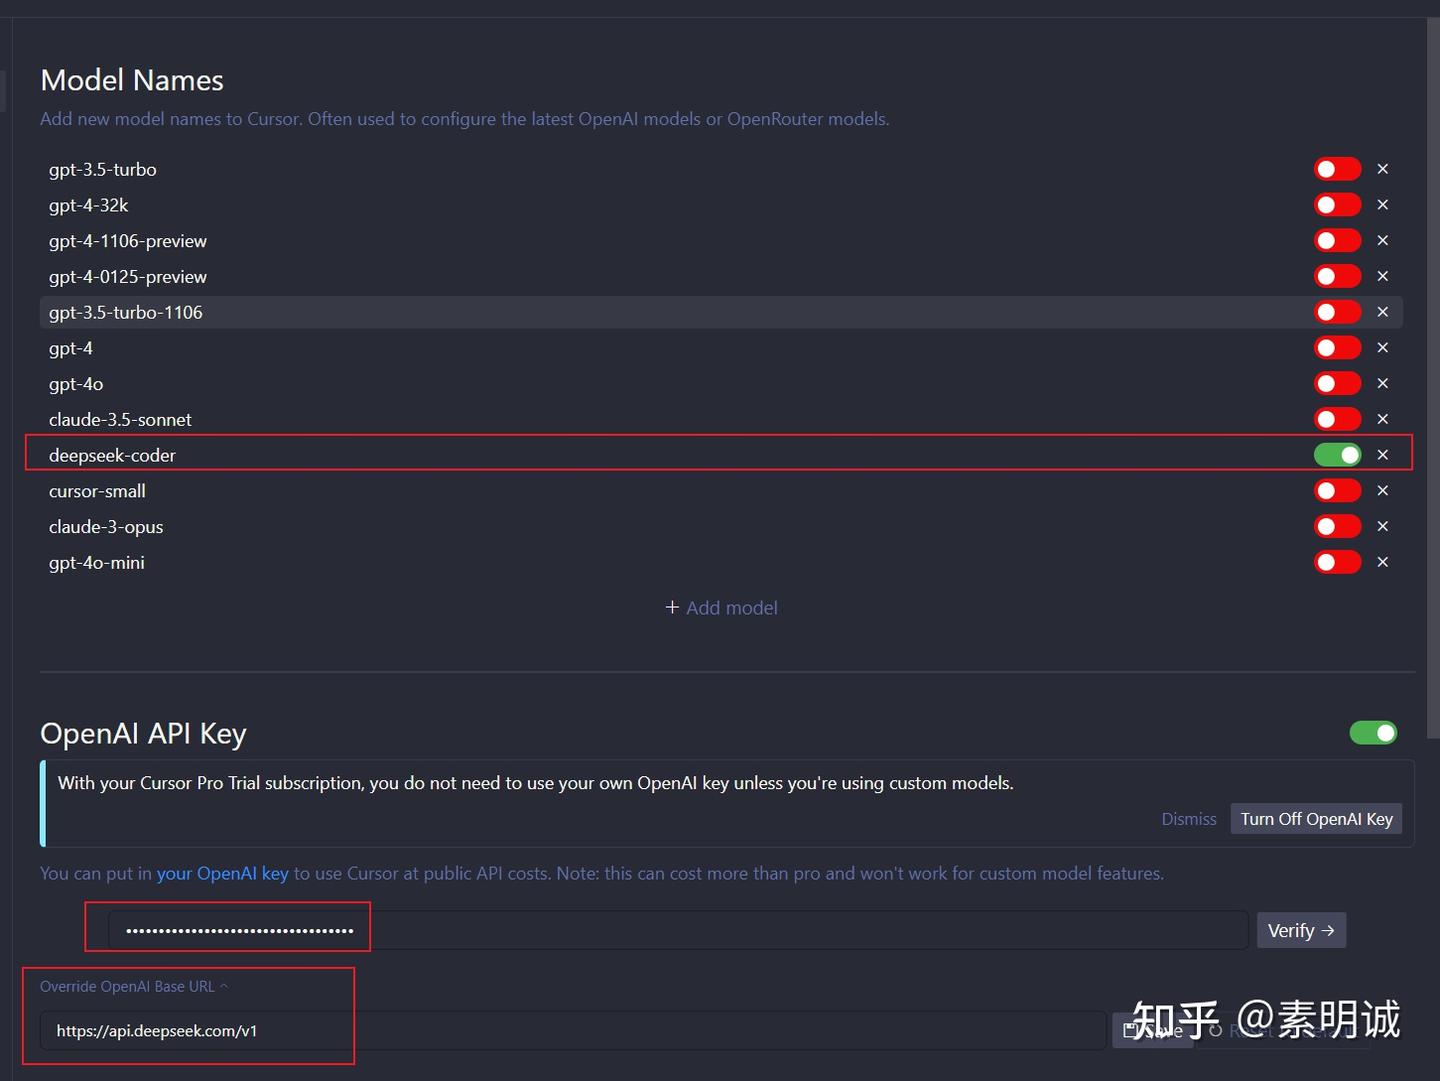 Model Names
Add new model names to Cursor. Often used to configure the latest OpenAI models or OpenRouter models.
gpt-3.5-turbo
gpt-4-32k
gpt-4-1106-preview
gpt-4-0125-preview
gpt-3.5-turbo-1106
gpt-4
gpt-4o
claude-3.5-sonnet
deepseek-coder
cursor-small
claude-3-opus
gpt-4o-mini
+ Add model
OpenAI API Key
With your Cursor Pro Trial subscription, you do not need to use your own OpenAI key unless you're using custom models.
Dismiss Turn Off OpenAI Key
You can put in your OpenAI key to use Cursor at public API costs. Note: this can cost more than pro and won't work for custom model features.
•••••••••••••••••••••••••••••••••••
Verify →
Override OpenAI Base URL
https://api.deepseek.com/v1
Save
知乎 @素明诚